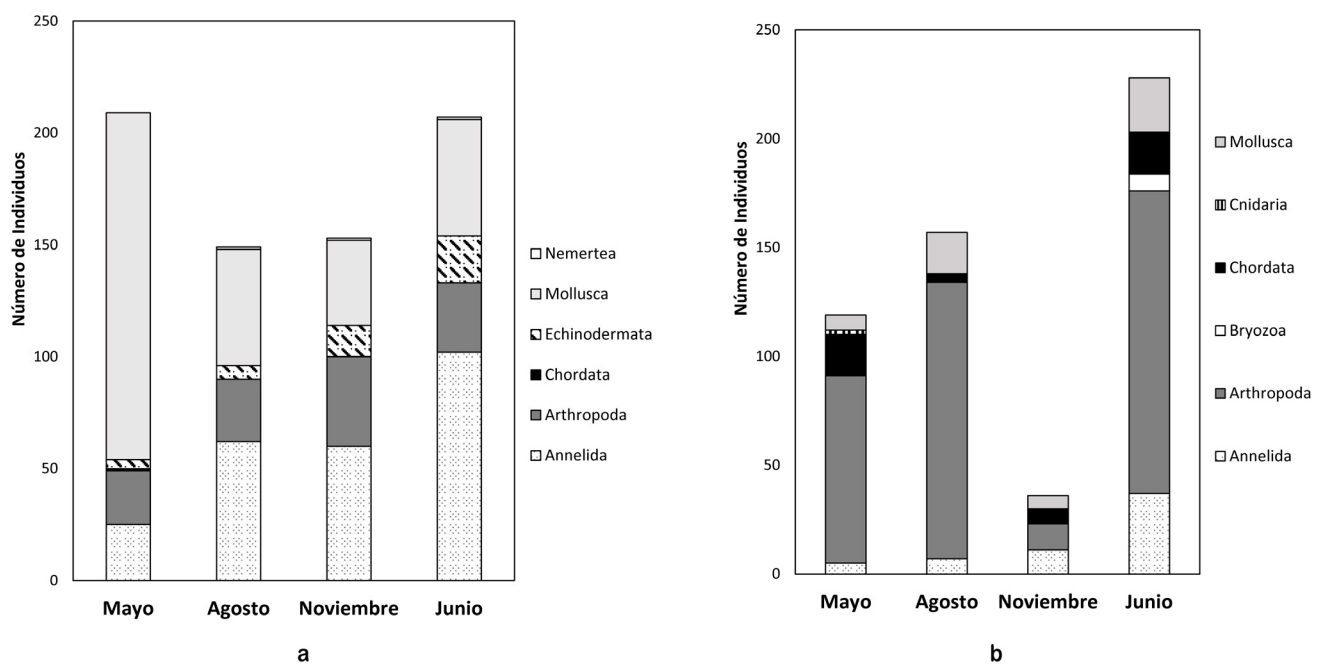 Número de Individuos
250
200
150
100
50
0
Mayo
Agosto
Noviembre
Junio
Nemertea
Mollusca
Echinodermata
Chordata
Arthropoda
Annelida
a
Número de Individuos
250
200
150
100
50
0
Mayo
Agosto
Noviembre
Junio
Mollusca
Cnidaria
Chordata
Bryozoa
Arthropoda
Annelida
b